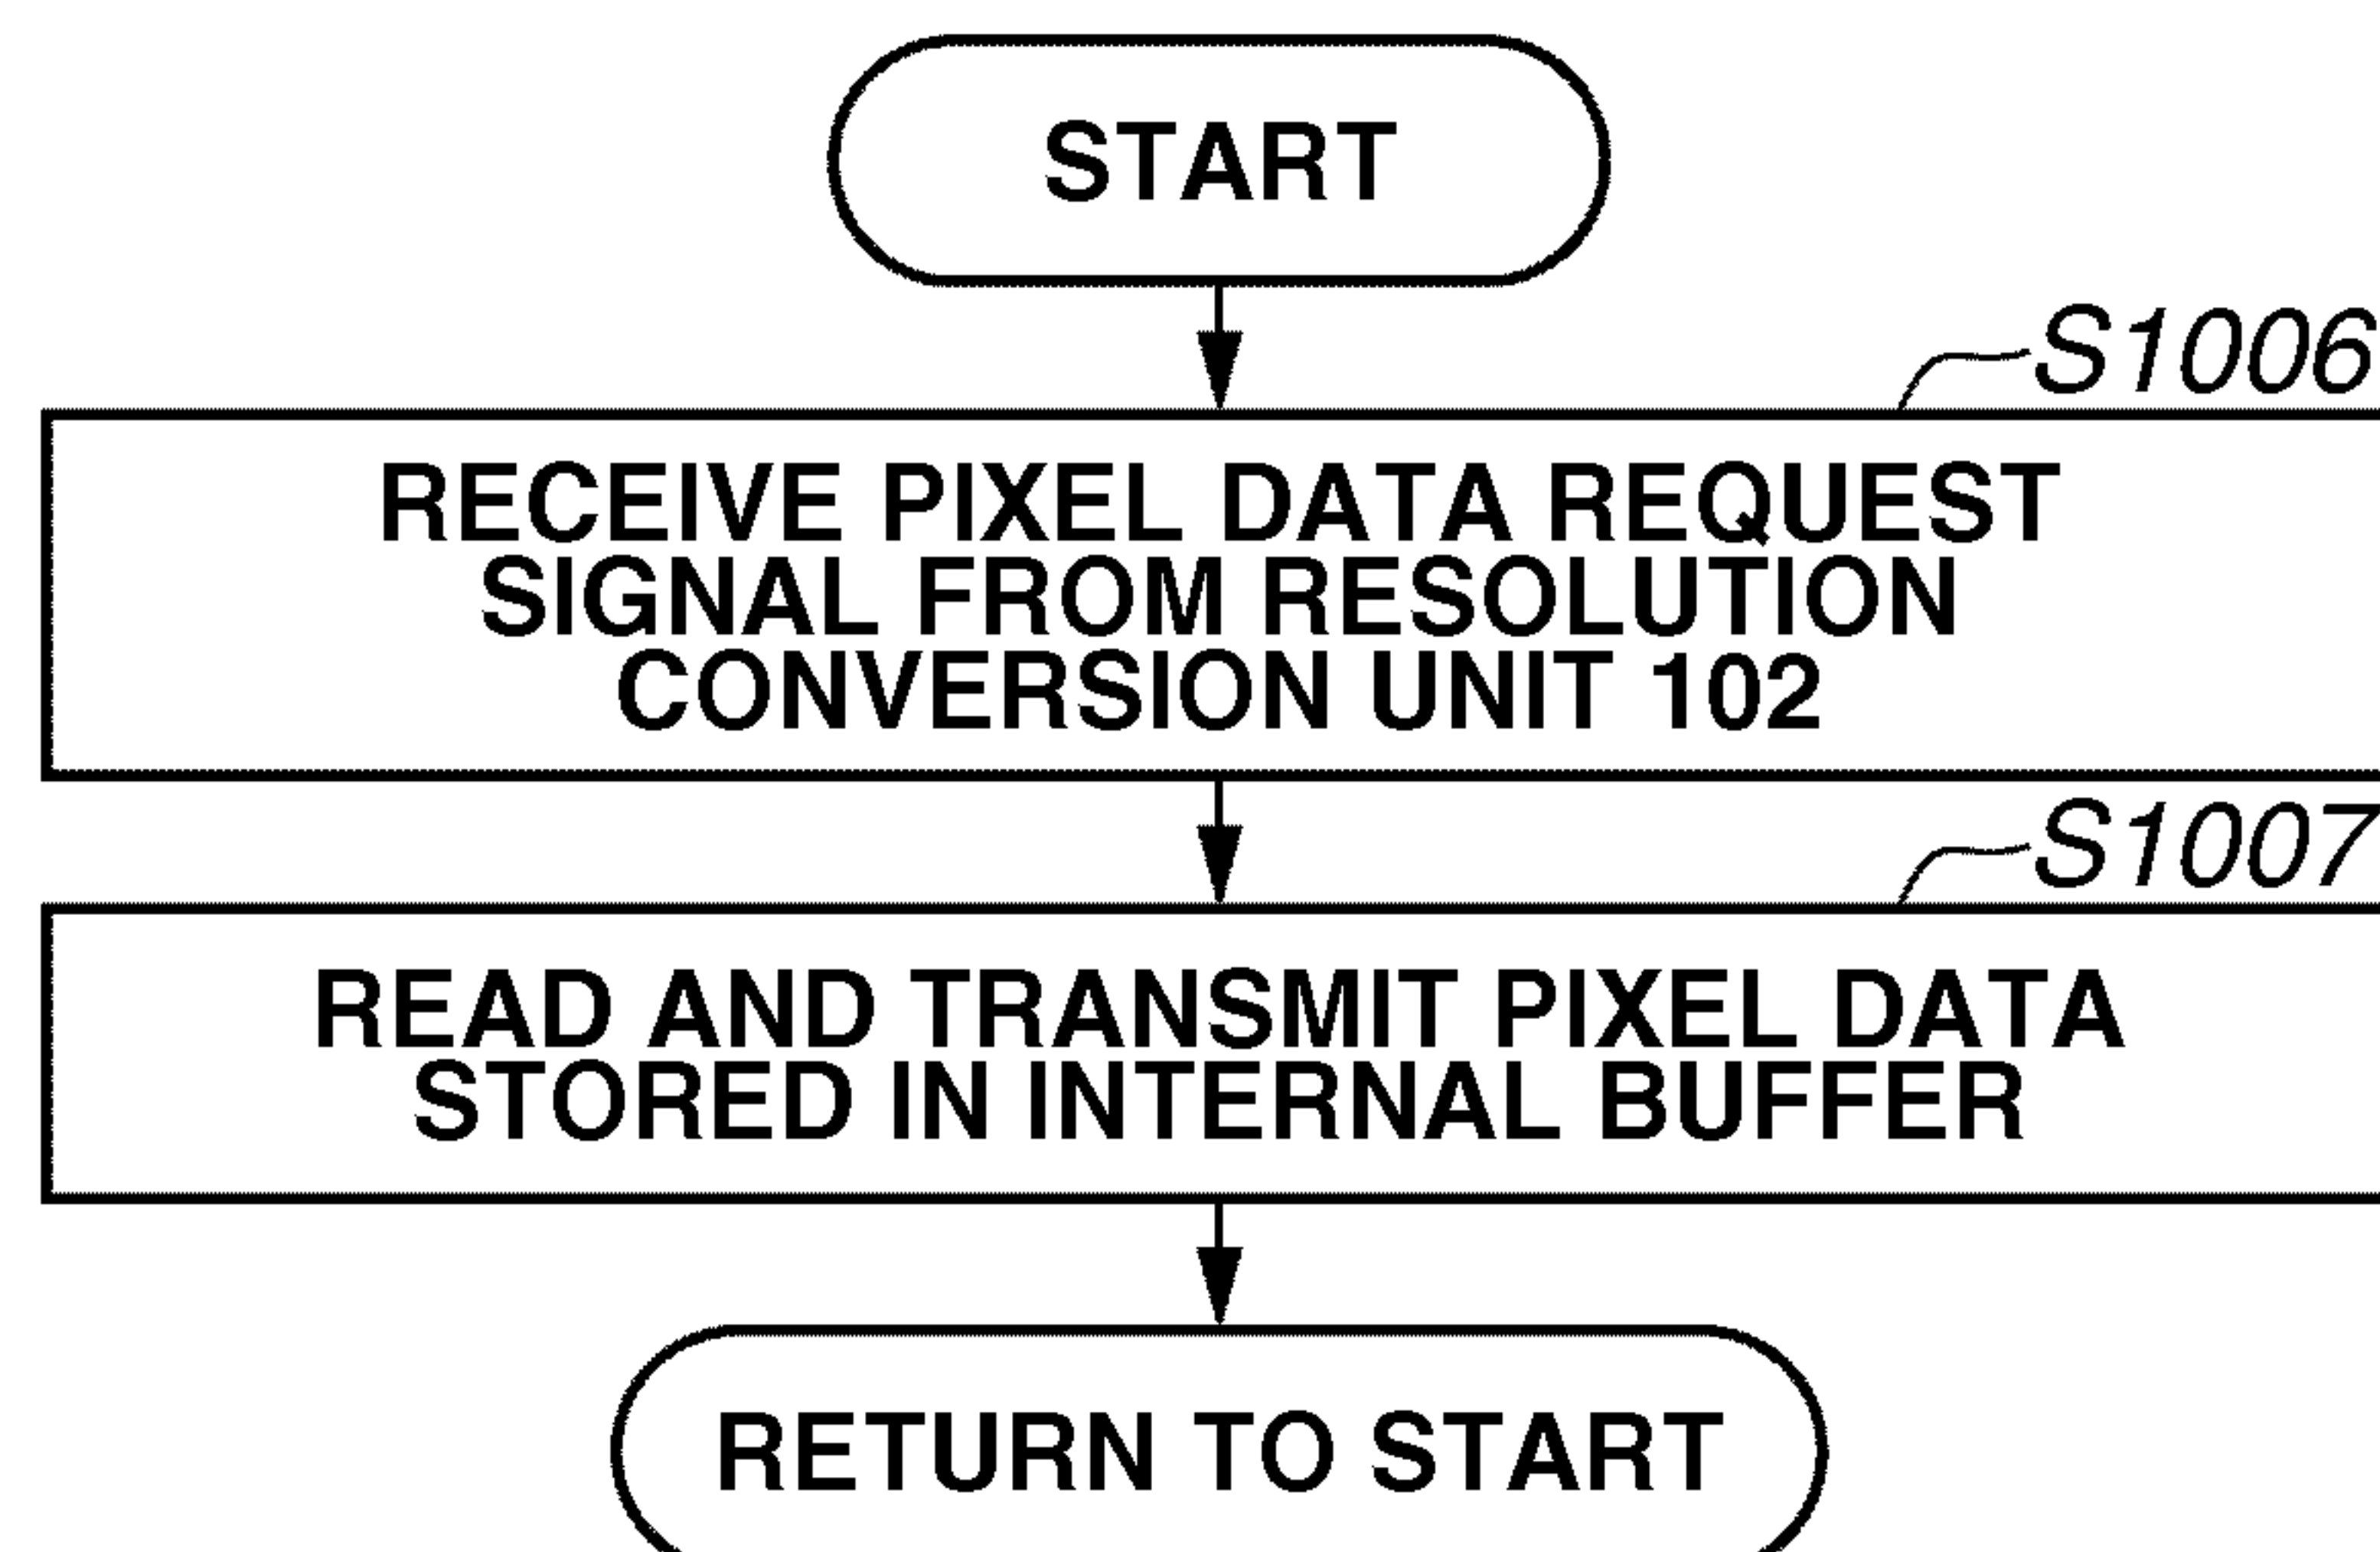 START
S1006
RECEIVE PIXEL DATA REQUEST
SIGNAL FROM RESOLUTION
CONVERSION UNIT 102
S1007
READ AND TRANSMIT PIXEL DATA
STORED IN INTERNAL BUFFER
RETURN TO START